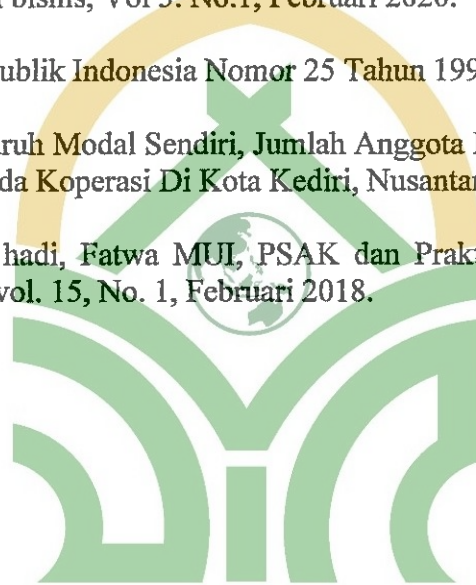 bisnis, Vol 3. No.1, Februari 2020.
publik Indonesia Nomor 25 Tahun 199
ruh Modal Sendiri, Jumlah Anggota
da Koperasi Di Kota Kediri, Nusantar
hadi, Fatwa MUI, PSAK dan Prakt
vol. 15, No. 1, Februari 2018.